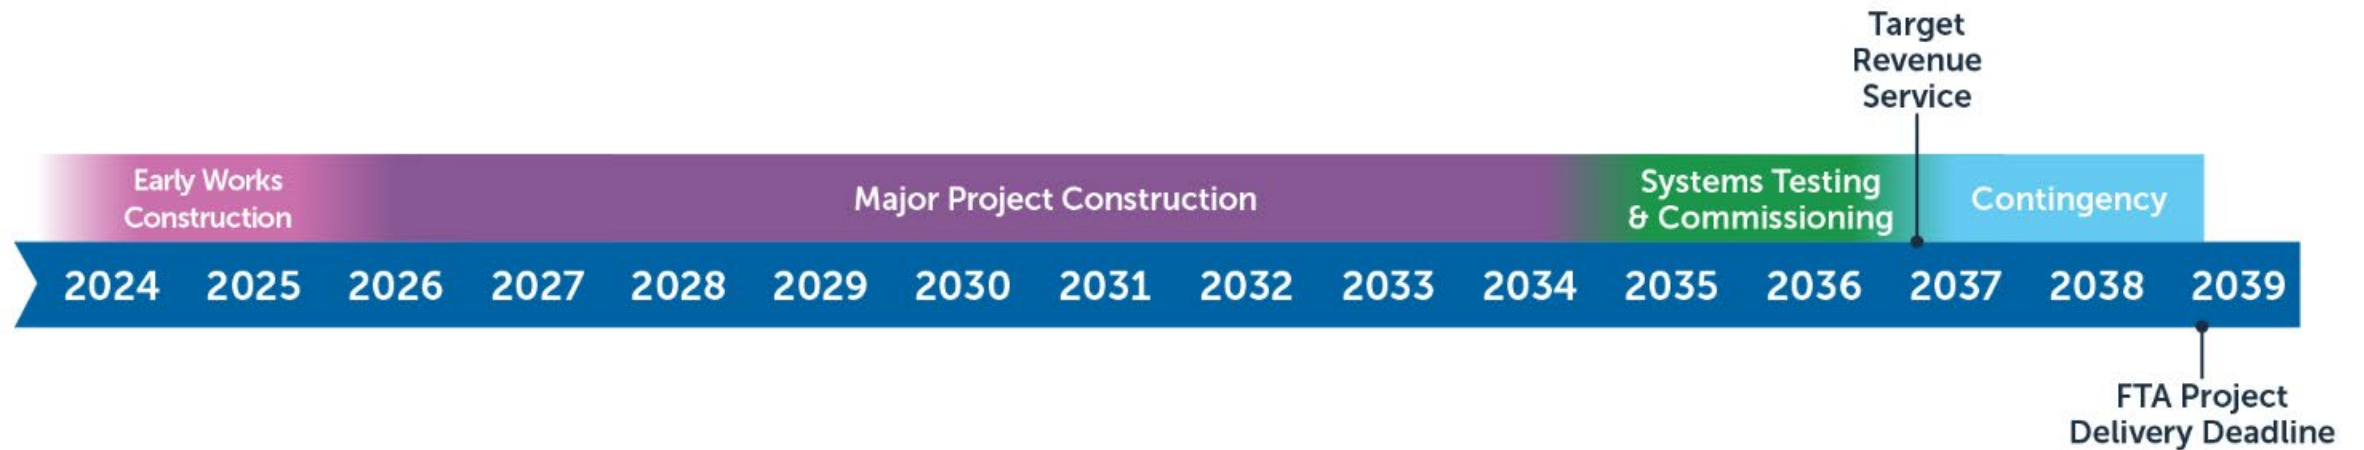 Target
Revenue
Service
Early Works
Construction
Major Project Construction
Systems Testing
& Commissioning
Contingency
2024 2025 2026 2027 2028 2029 2030 2031 2032 2033 2034 2035 2036 2037 2038 2039
FTA Project
Delivery Deadline